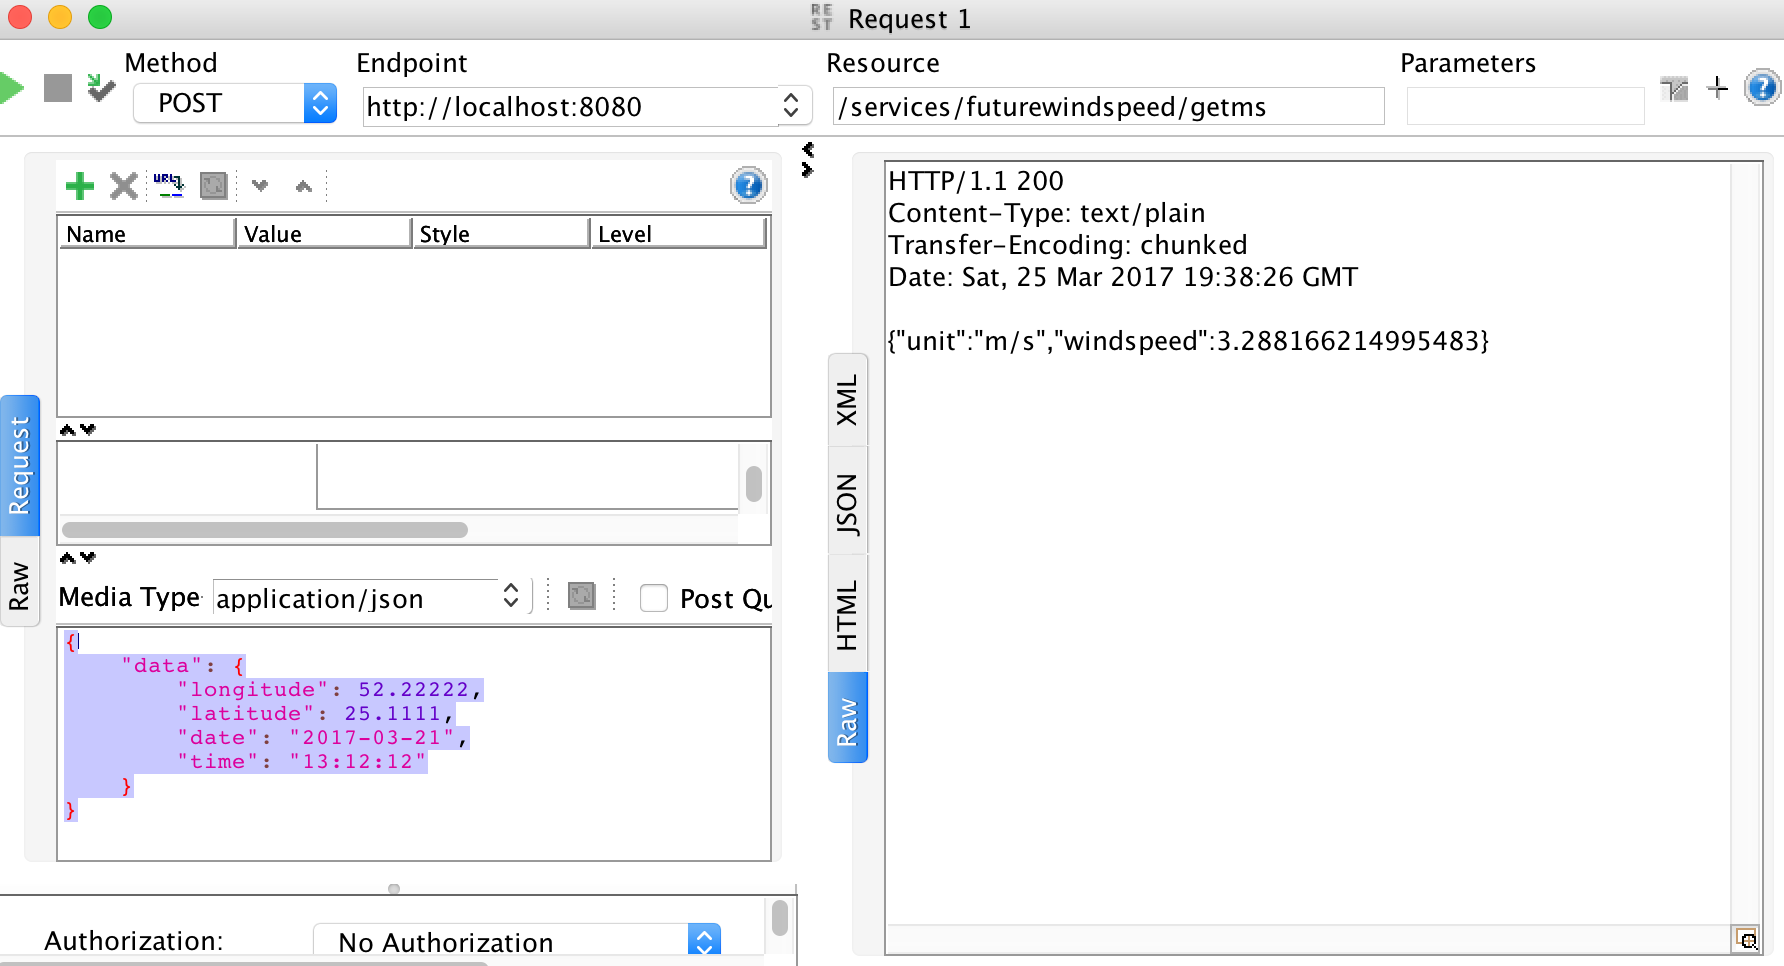 RE
ST
Request 1
Method
Endpoint
Resource
Parameters
POST
http://localhost:8080
/services/futurewindspeed/getms
URL
Name
Value
Style
Level
Request
Raw
Media Type
application/json
Post Qu
{
"data": {
"longitude": 52.22222,
"latitude": 25.1111,
"date": "2017-03-21",
"time": "13:12:12"
}
}
Authorization:
No Authorization
XML
JSON
HTML
Raw
HTTP/1.1 200
Content-Type: text/plain
Transfer-Encoding: chunked
Date: Sat, 25 Mar 2017 19:38:26 GMT
{"unit":"m/s","windspeed":3.288166214995483}